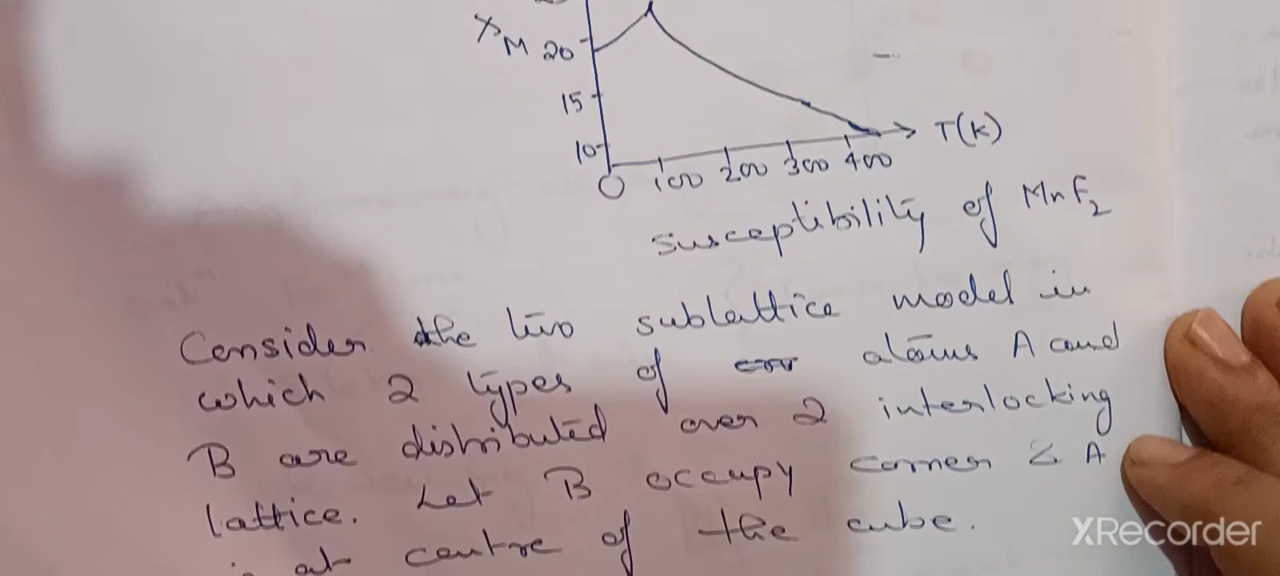 χM 20
15
10
T(K)
0 100 200 300 400
susceptibility of MnF2
Consider the two sublattice model in
which 2 types of atoms A and
B are distributed over 2 interlocking
lattice. Let B occupy corner & A
is at centre of the cube.
XRecorder